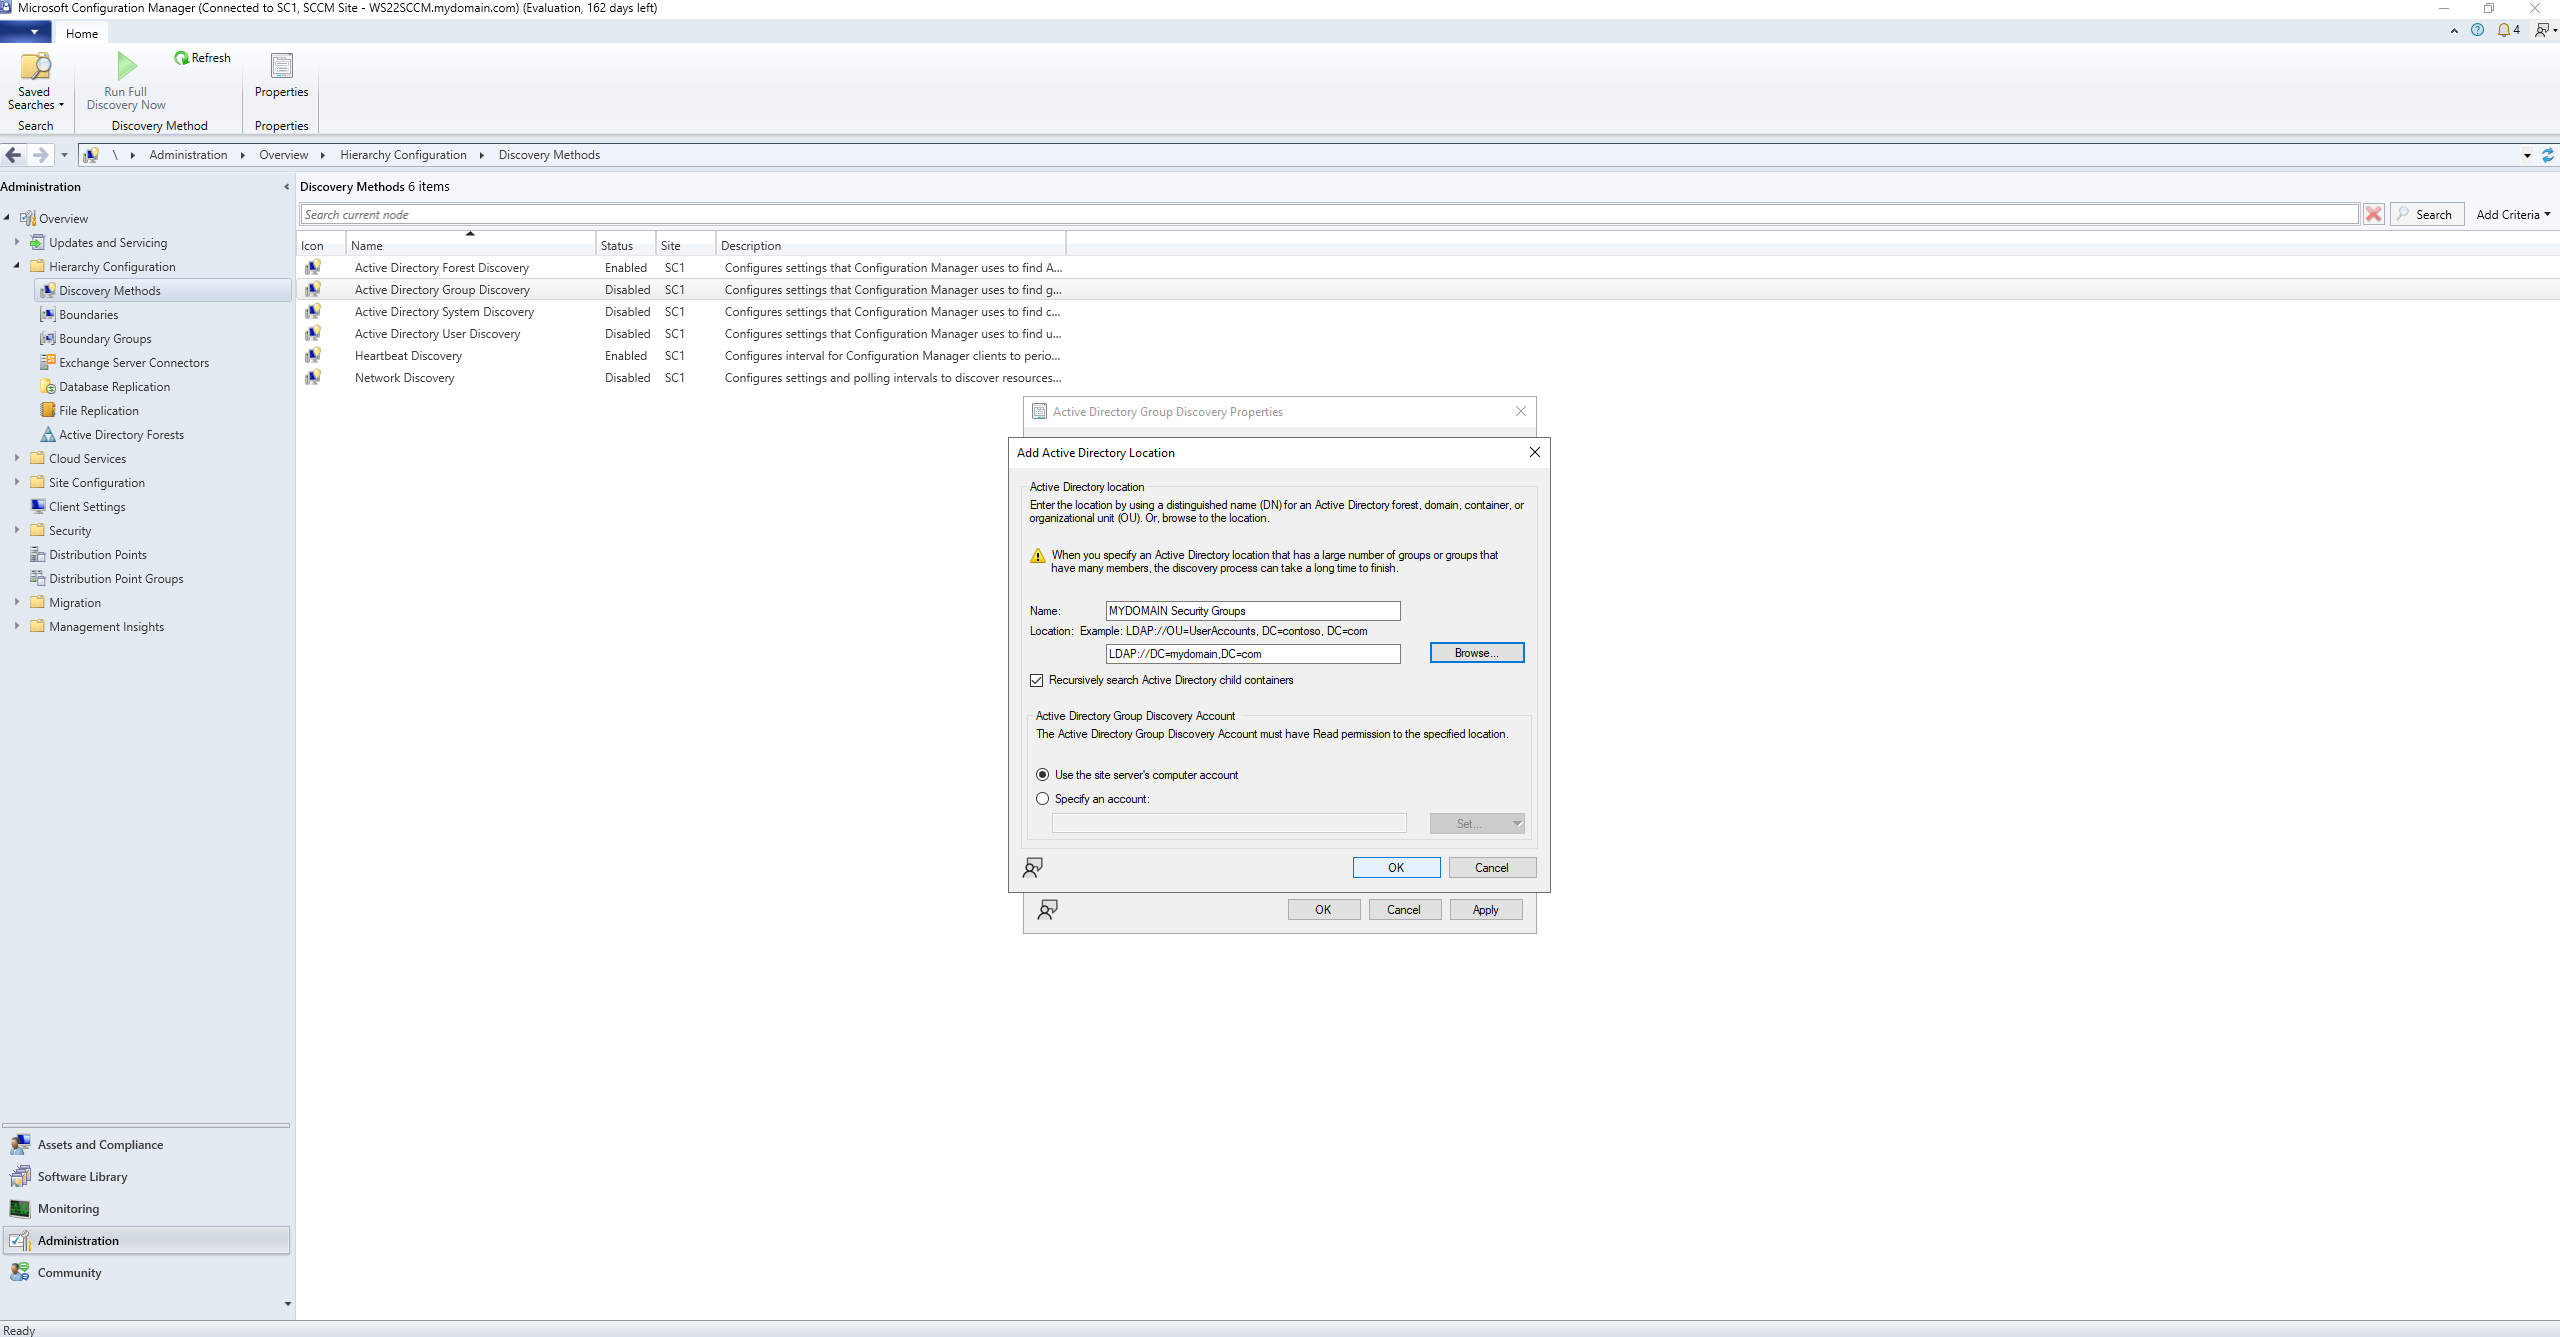 Microsoft Configuration Manager (Connected to SC1, SCCM Site - WS22SCCM.mydomain.com) (Evaluation, 162 days left)
Home
4
Saved Searches
Run Full Discovery Now
Refresh
Properties
Search
Discovery Method
Properties
\ Administration Overview Hierarchy Configuration Discovery Methods
Administration
Overview
Updates and Servicing
Hierarchy Configuration
Discovery Methods
Boundaries
Boundary Groups
Exchange Server Connectors
Database Replication
File Replication
Active Directory Forests
Cloud Services
Site Configuration
Client Settings
Security
Distribution Points
Distribution Point Groups
Migration
Management Insights
Assets and Compliance
Software Library
Monitoring
Administration
Community
Discovery Methods 6 items
Search current node
Search
Add Criteria
Icon Name Status Site Description
Active Directory Forest Discovery Enabled SC1 Configures settings that Configuration Manager uses to find A...
Active Directory Group Discovery Disabled SC1 Configures settings that Configuration Manager uses to find g...
Active Directory System Discovery Disabled SC1 Configures settings that Configuration Manager uses to find c...
Active Directory User Discovery Disabled SC1 Configures settings that Configuration Manager uses to find u...
Heartbeat Discovery Enabled SC1 Configures interval for Configuration Manager clients to perio...
Network Discovery Disabled SC1 Configures settings and polling intervals to discover resources...
Active Directory Group Discovery Properties
Add Active Directory Location
Active Directory location
Enter the location by using a distinguished name (DN) for an Active Directory forest, domain, container, or
organizational unit (OU). Or, browse to the location.
When you specify an Active Directory location that has a large number of groups or groups that
have many members, the discovery process can take a long time to finish.
Name: MYDOMAIN Security Groups
Location: Example: LDAP://OU=UserAccounts, DC=contoso, DC=com
LDAP://DC=mydomain,DC=com
Browse...
Recursively search Active Directory child containers
Active Directory Group Discovery Account
The Active Directory Group Discovery Account must have Read permission to the specified location.
Use the site server's computer account
Specify an account:
Set...
OK Cancel
OK Cancel Apply
Ready